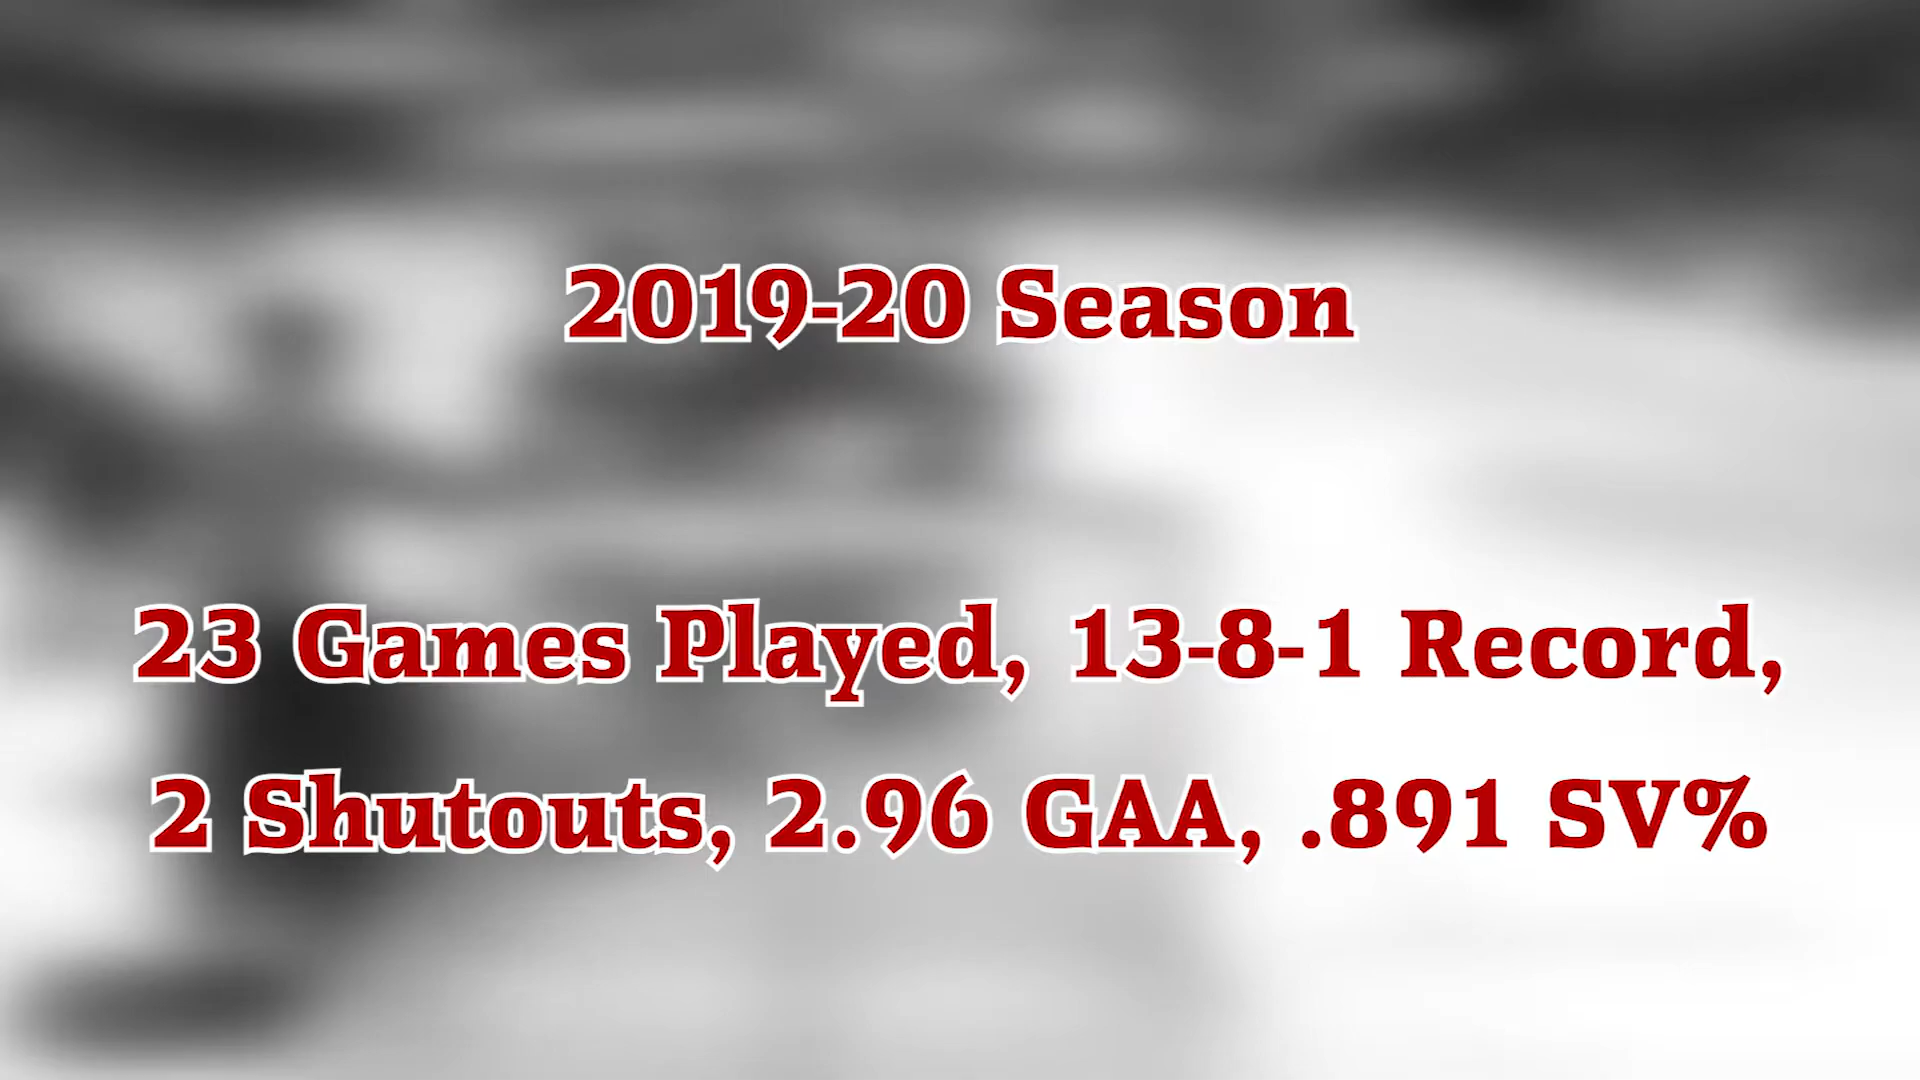 2019-20 Season
23 Games Played, 13-8-1 Record,
2 Shutouts, 2.96 GAA, .891 SV%